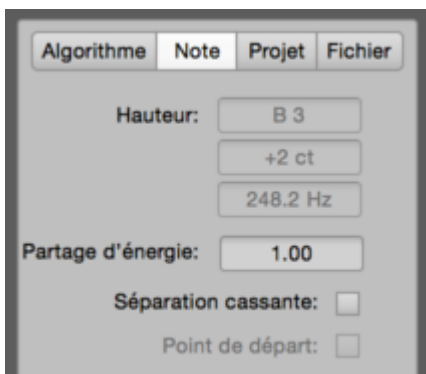 Algorithme Note Projet Fichier
Hauteur: B 3
+2 ct
248.2 Hz
Partage d'énergie: 1.00
Séparation cassante:
Point de départ: